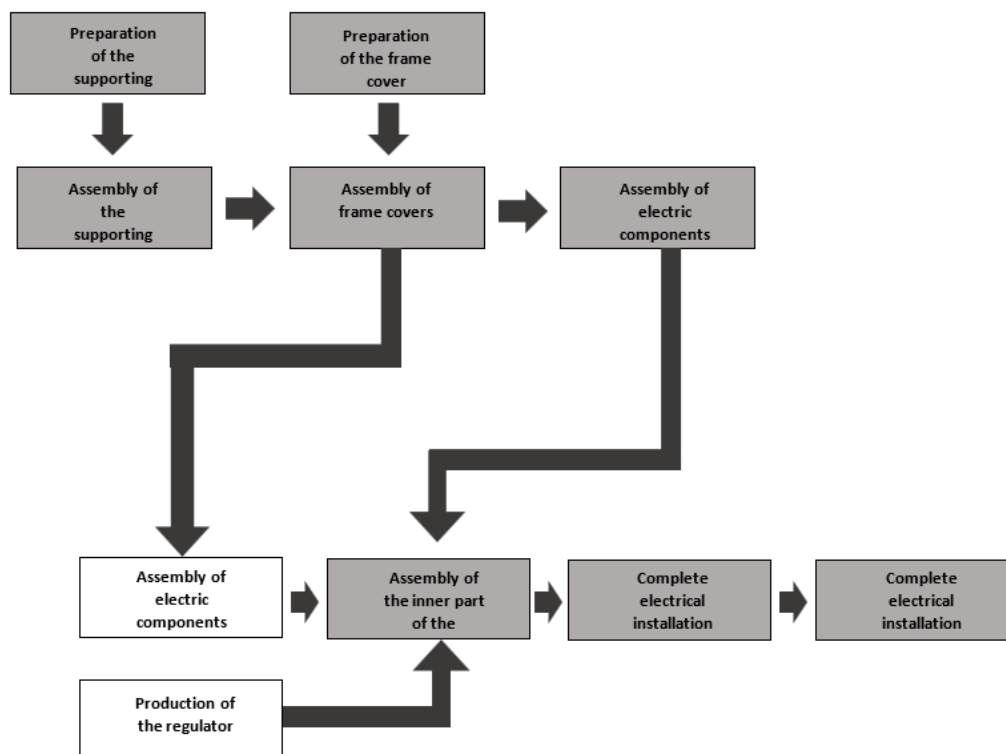 Preparation
of the
supporting
Preparation
of the frame
cover
Assembly of
the
supporting
Assembly of
frame covers
Assembly of
electric
components
Assembly of
electric
components
Assembly of
the inner part
of the
Complete
electrical
installation
Complete
electrical
installation
Production of
the regulator